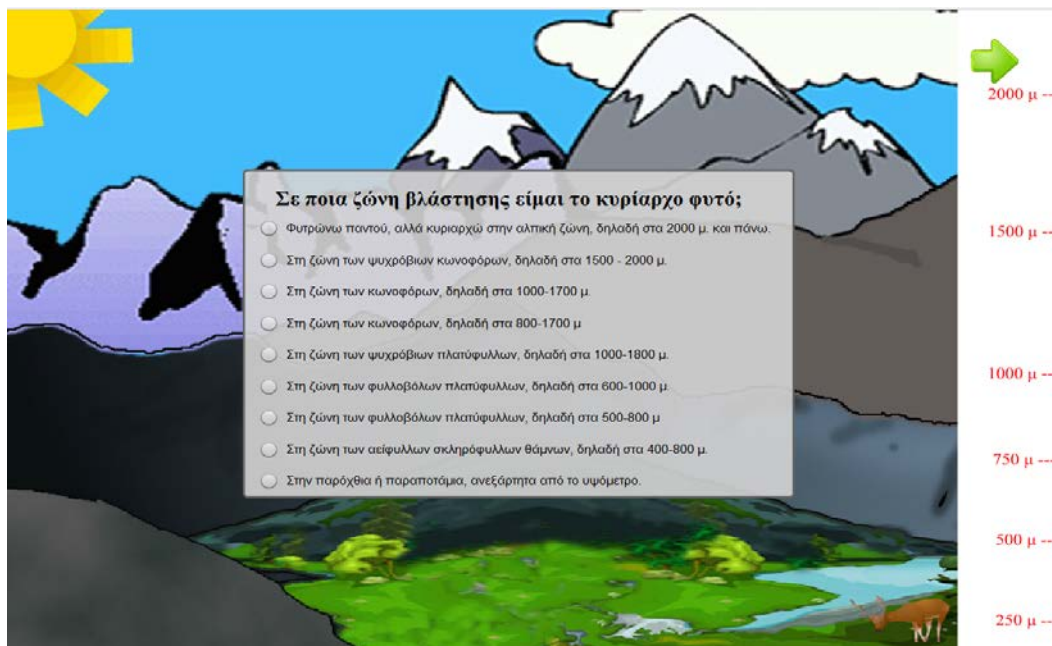 Σε ποια ζώνη βλάστησης είμαι το κυρίαρχο φυτό;
Φυτρώνω παντού, αλλά κυριαρχώ στην αλπική ζώνη, δηλαδή στα 2000 μ. και πάνω.
Στη ζώνη των ψυχρόβιων κωνοφόρων, δηλαδή στα 1500 - 2000 μ.
Στη ζώνη των κωνοφόρων, δηλαδή στα 1000-1700 μ.
Στη ζώνη των κωνοφόρων, δηλαδή στα 800-1700 μ
Στη ζώνη των ψυχρόβιων πλατύφυλλων, δηλαδή στα 1000-1800 μ.
Στη ζώνη των φυλλοβόλων πλατύφυλλων, δηλαδή στα 600-1000 μ.
Στη ζώνη των φυλλοβόλων πλατύφυλλων, δηλαδή στα 500-800 μ
Στη ζώνη των αείφυλλων σκληρόφυλλων θάμνων, δηλαδή στα 400-800 μ.
Στην παρόχθια ή παραποτάμια, ανεξάρτητα από το υψόμετρο.
2000 μ --
1500 μ --
1000 μ --
750 μ --
500 μ --
250 μ --